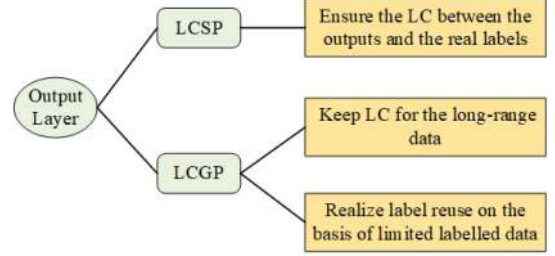 Output
Layer
LCSP
Ensure the LC between the
outputs and the real labels
LCGP
Keep LC for the long-range
data
Realize label reuse on the
basis of limited labelled data